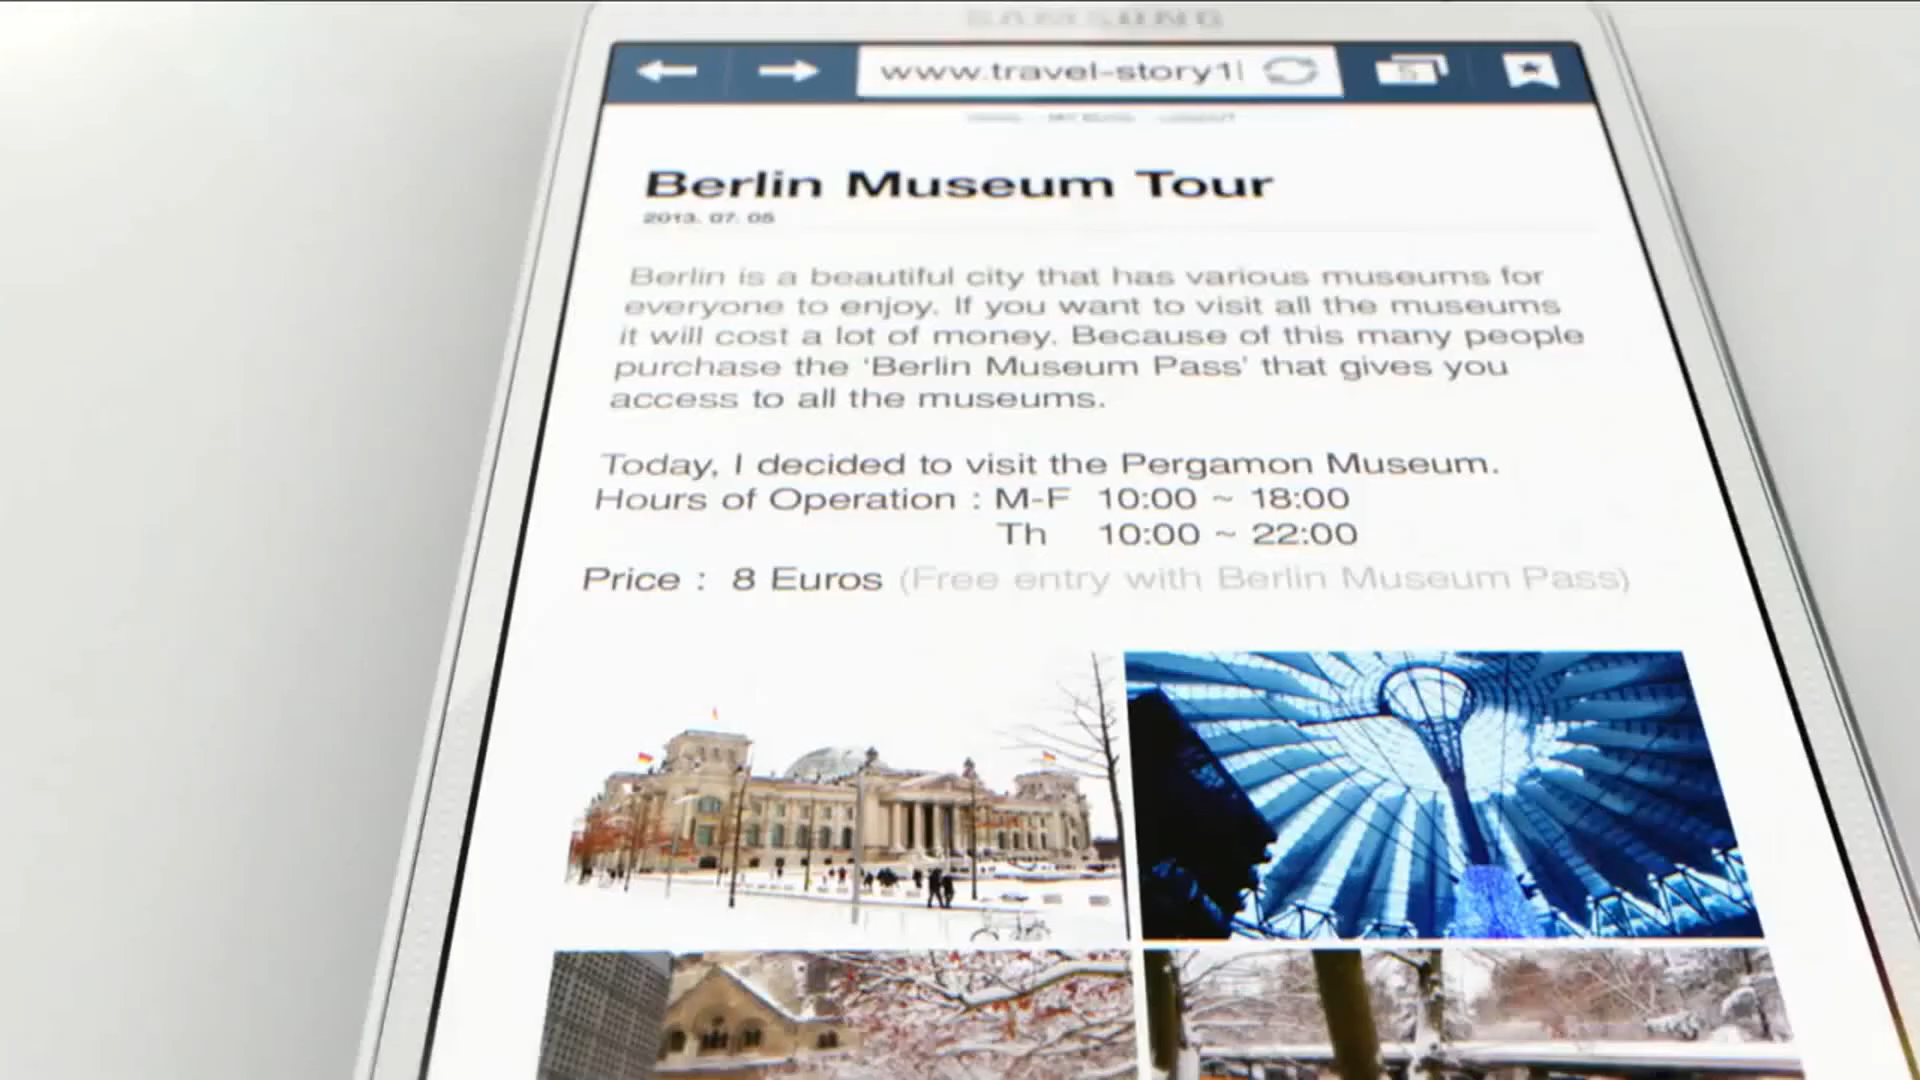 SAMSUNG
www.travel-story1
5
Berlin Museum Tour
2013. 07. 05
Berlin is a beautiful city that has various museums for
everyone to enjoy. If you want to visit all the museums
it will cost a lot of money. Because of this many people
purchase the ‘Berlin Museum Pass’ that gives you
access to all the museums.
Today, I decided to visit the Pergamon Museum.
Hours of Operation : M-F 10:00 ~ 18:00
Th 10:00 ~ 22:00
Price : 8 Euros (Free entry with Berlin Museum Pass)